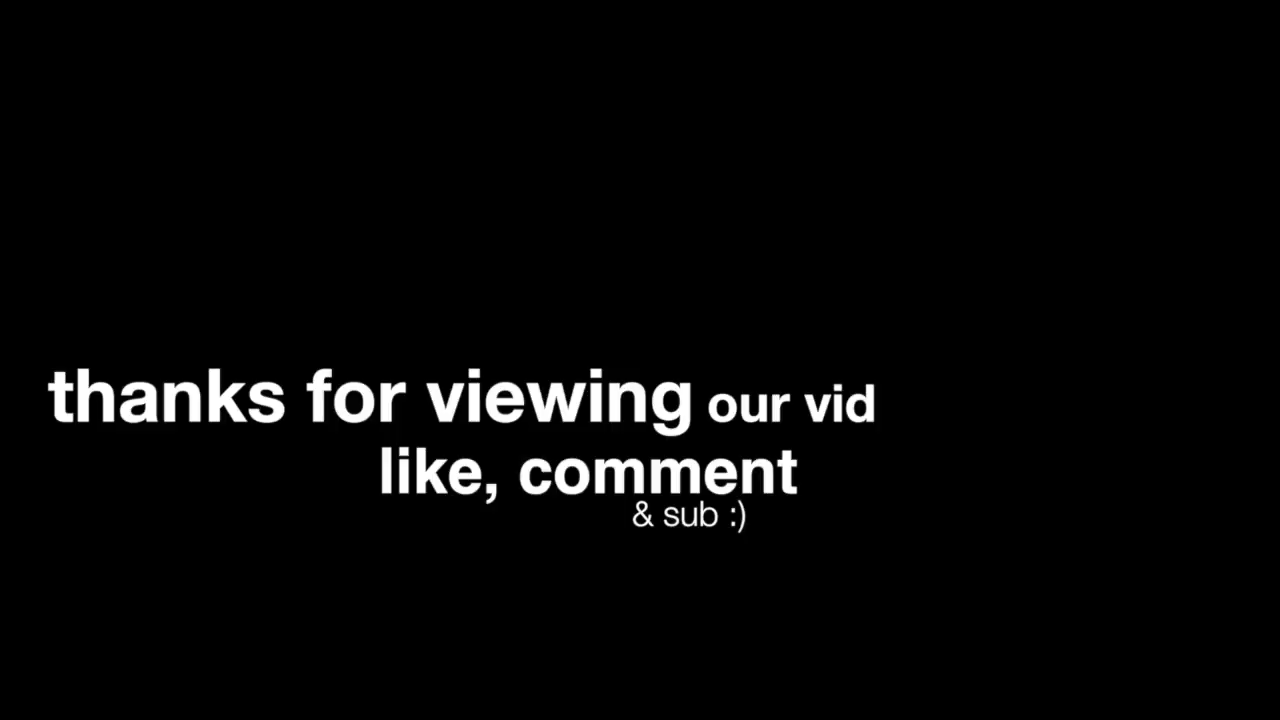 thanks for viewing our vid
like, comment
& sub :)